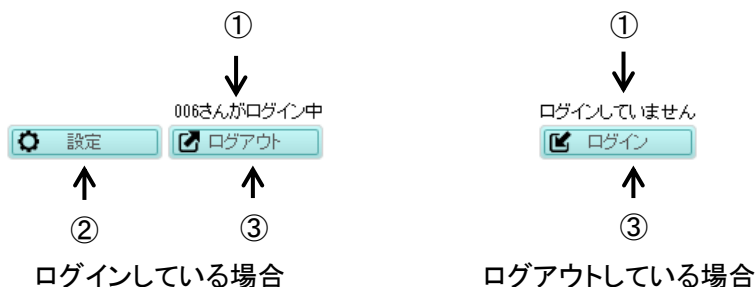 ① ①
006さんがログイン中 ログインしていません
設定 ログアウト ログイン
② ③ ③
ログインしている場合 ログアウトしている場合